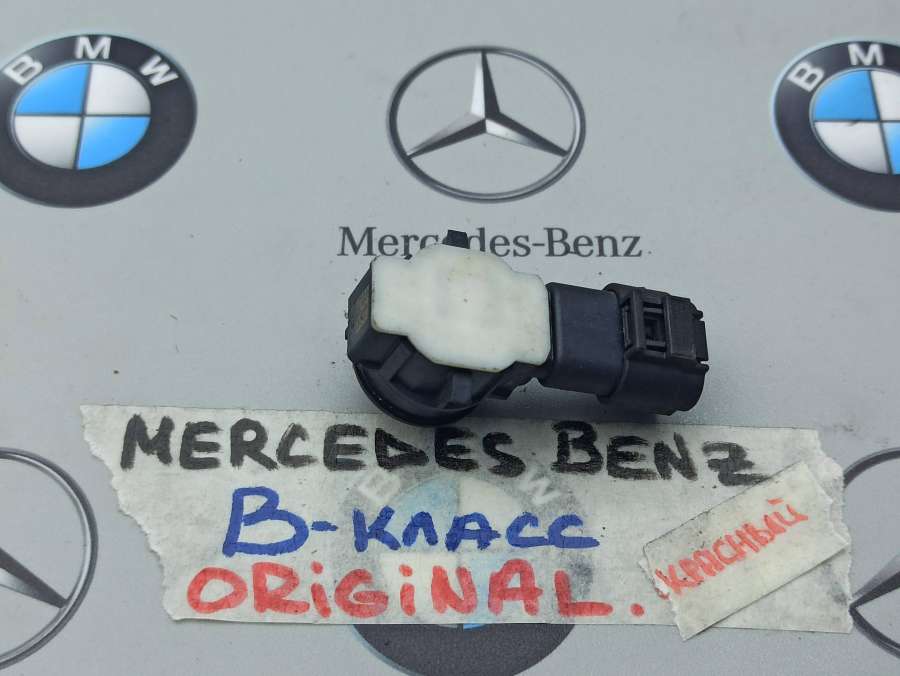 BMW
BMW
Mercedes-Benz
MERCEDES BENZ
B-КЛАСС
ORiGiNAL.
КРАСНЫЙ